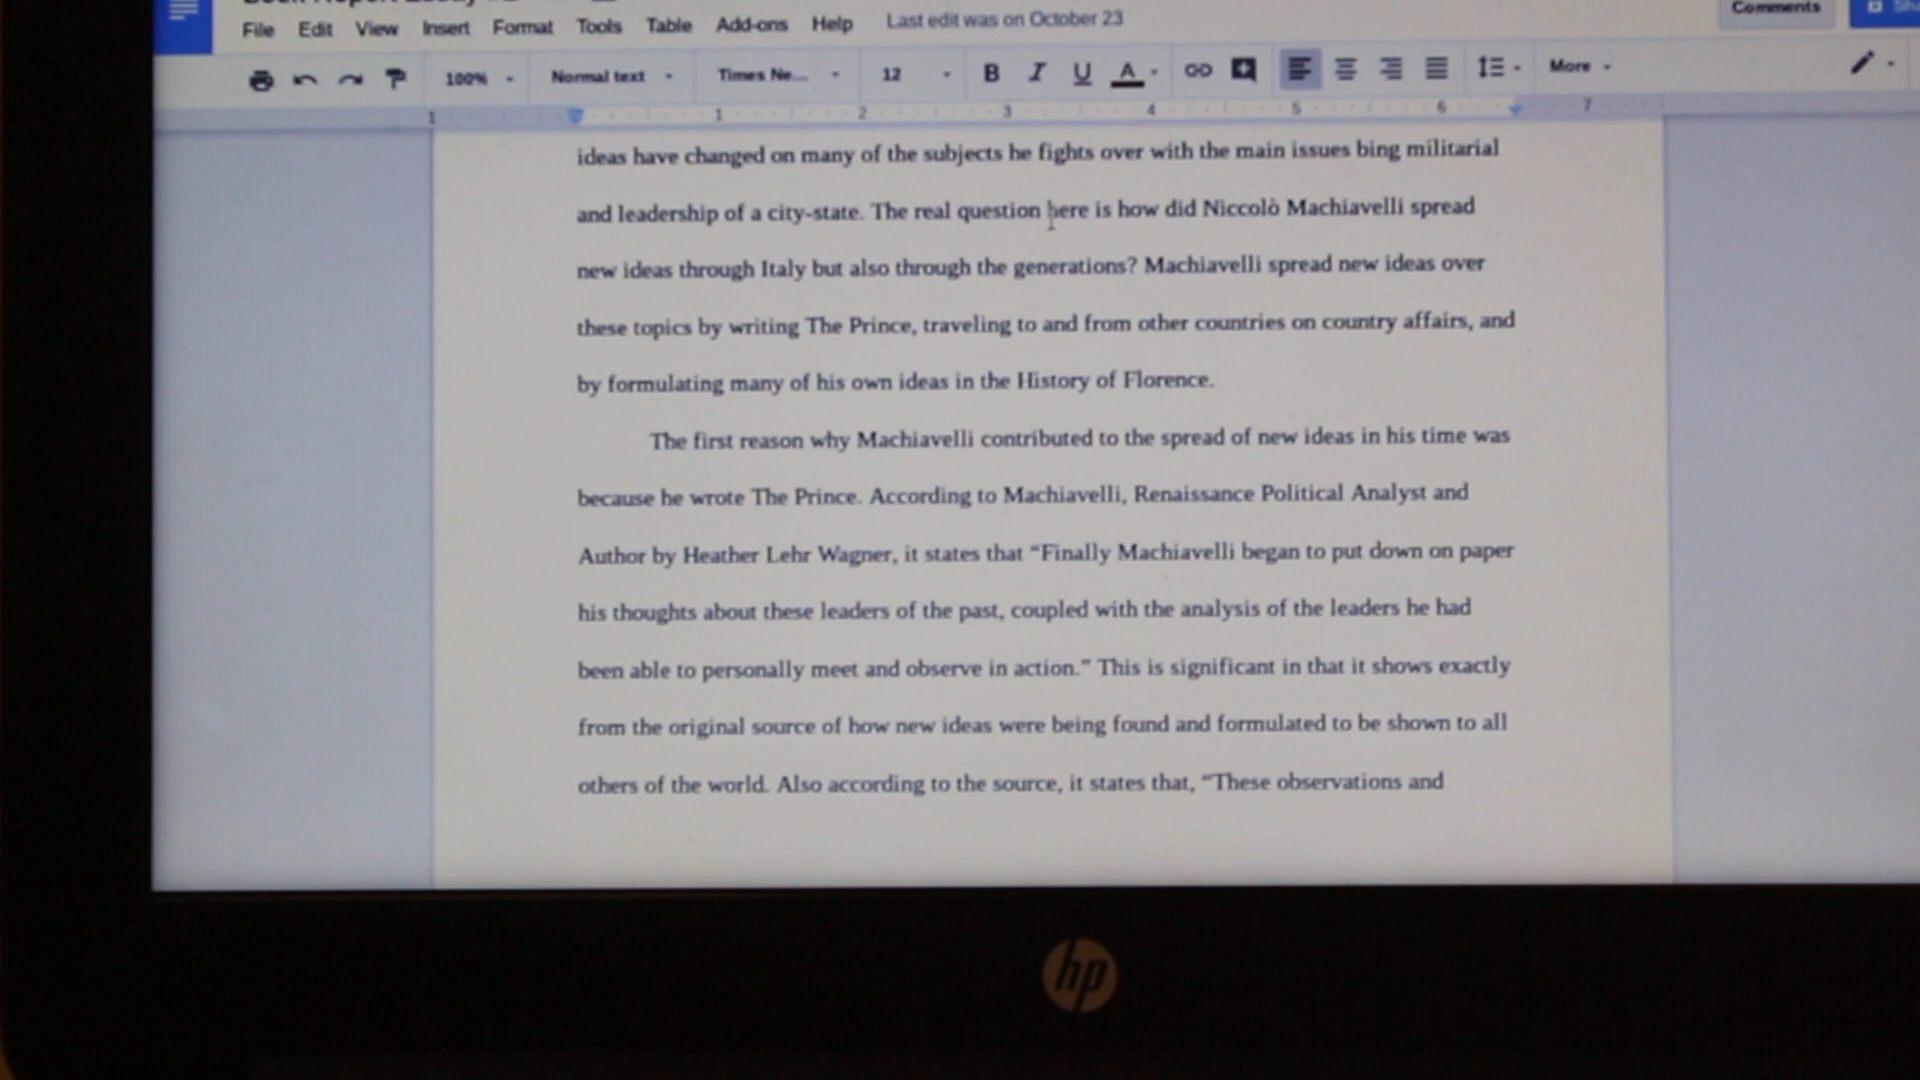 File Edit View Insert Format Tools Table Add-ons Help Last edit was on October 23
Comments
100% Normal text Times Ne... 12 B I U A More
1 1 2 3 4 5 6 7
ideas have changed on many of the subjects he fights over with the main issues bing militarial
and leadership of a city-state. The real question here is how did Niccolò Machiavelli spread
new ideas through Italy but also through the generations? Machiavelli spread new ideas over
these topics by writing The Prince, traveling to and from other countries on country affairs, and
by formulating many of his own ideas in the History of Florence.
The first reason why Machiavelli contributed to the spread of new ideas in his time was
because he wrote The Prince. According to Machiavelli, Renaissance Political Analyst and
Author by Heather Lehr Wagner, it states that “Finally Machiavelli began to put down on paper
his thoughts about these leaders of the past, coupled with the analysis of the leaders he had
been able to personally meet and observe in action.” This is significant in that it shows exactly
from the original source of how new ideas were being found and formulated to be shown to all
others of the world. Also according to the source, it states that, “These observations and
hp